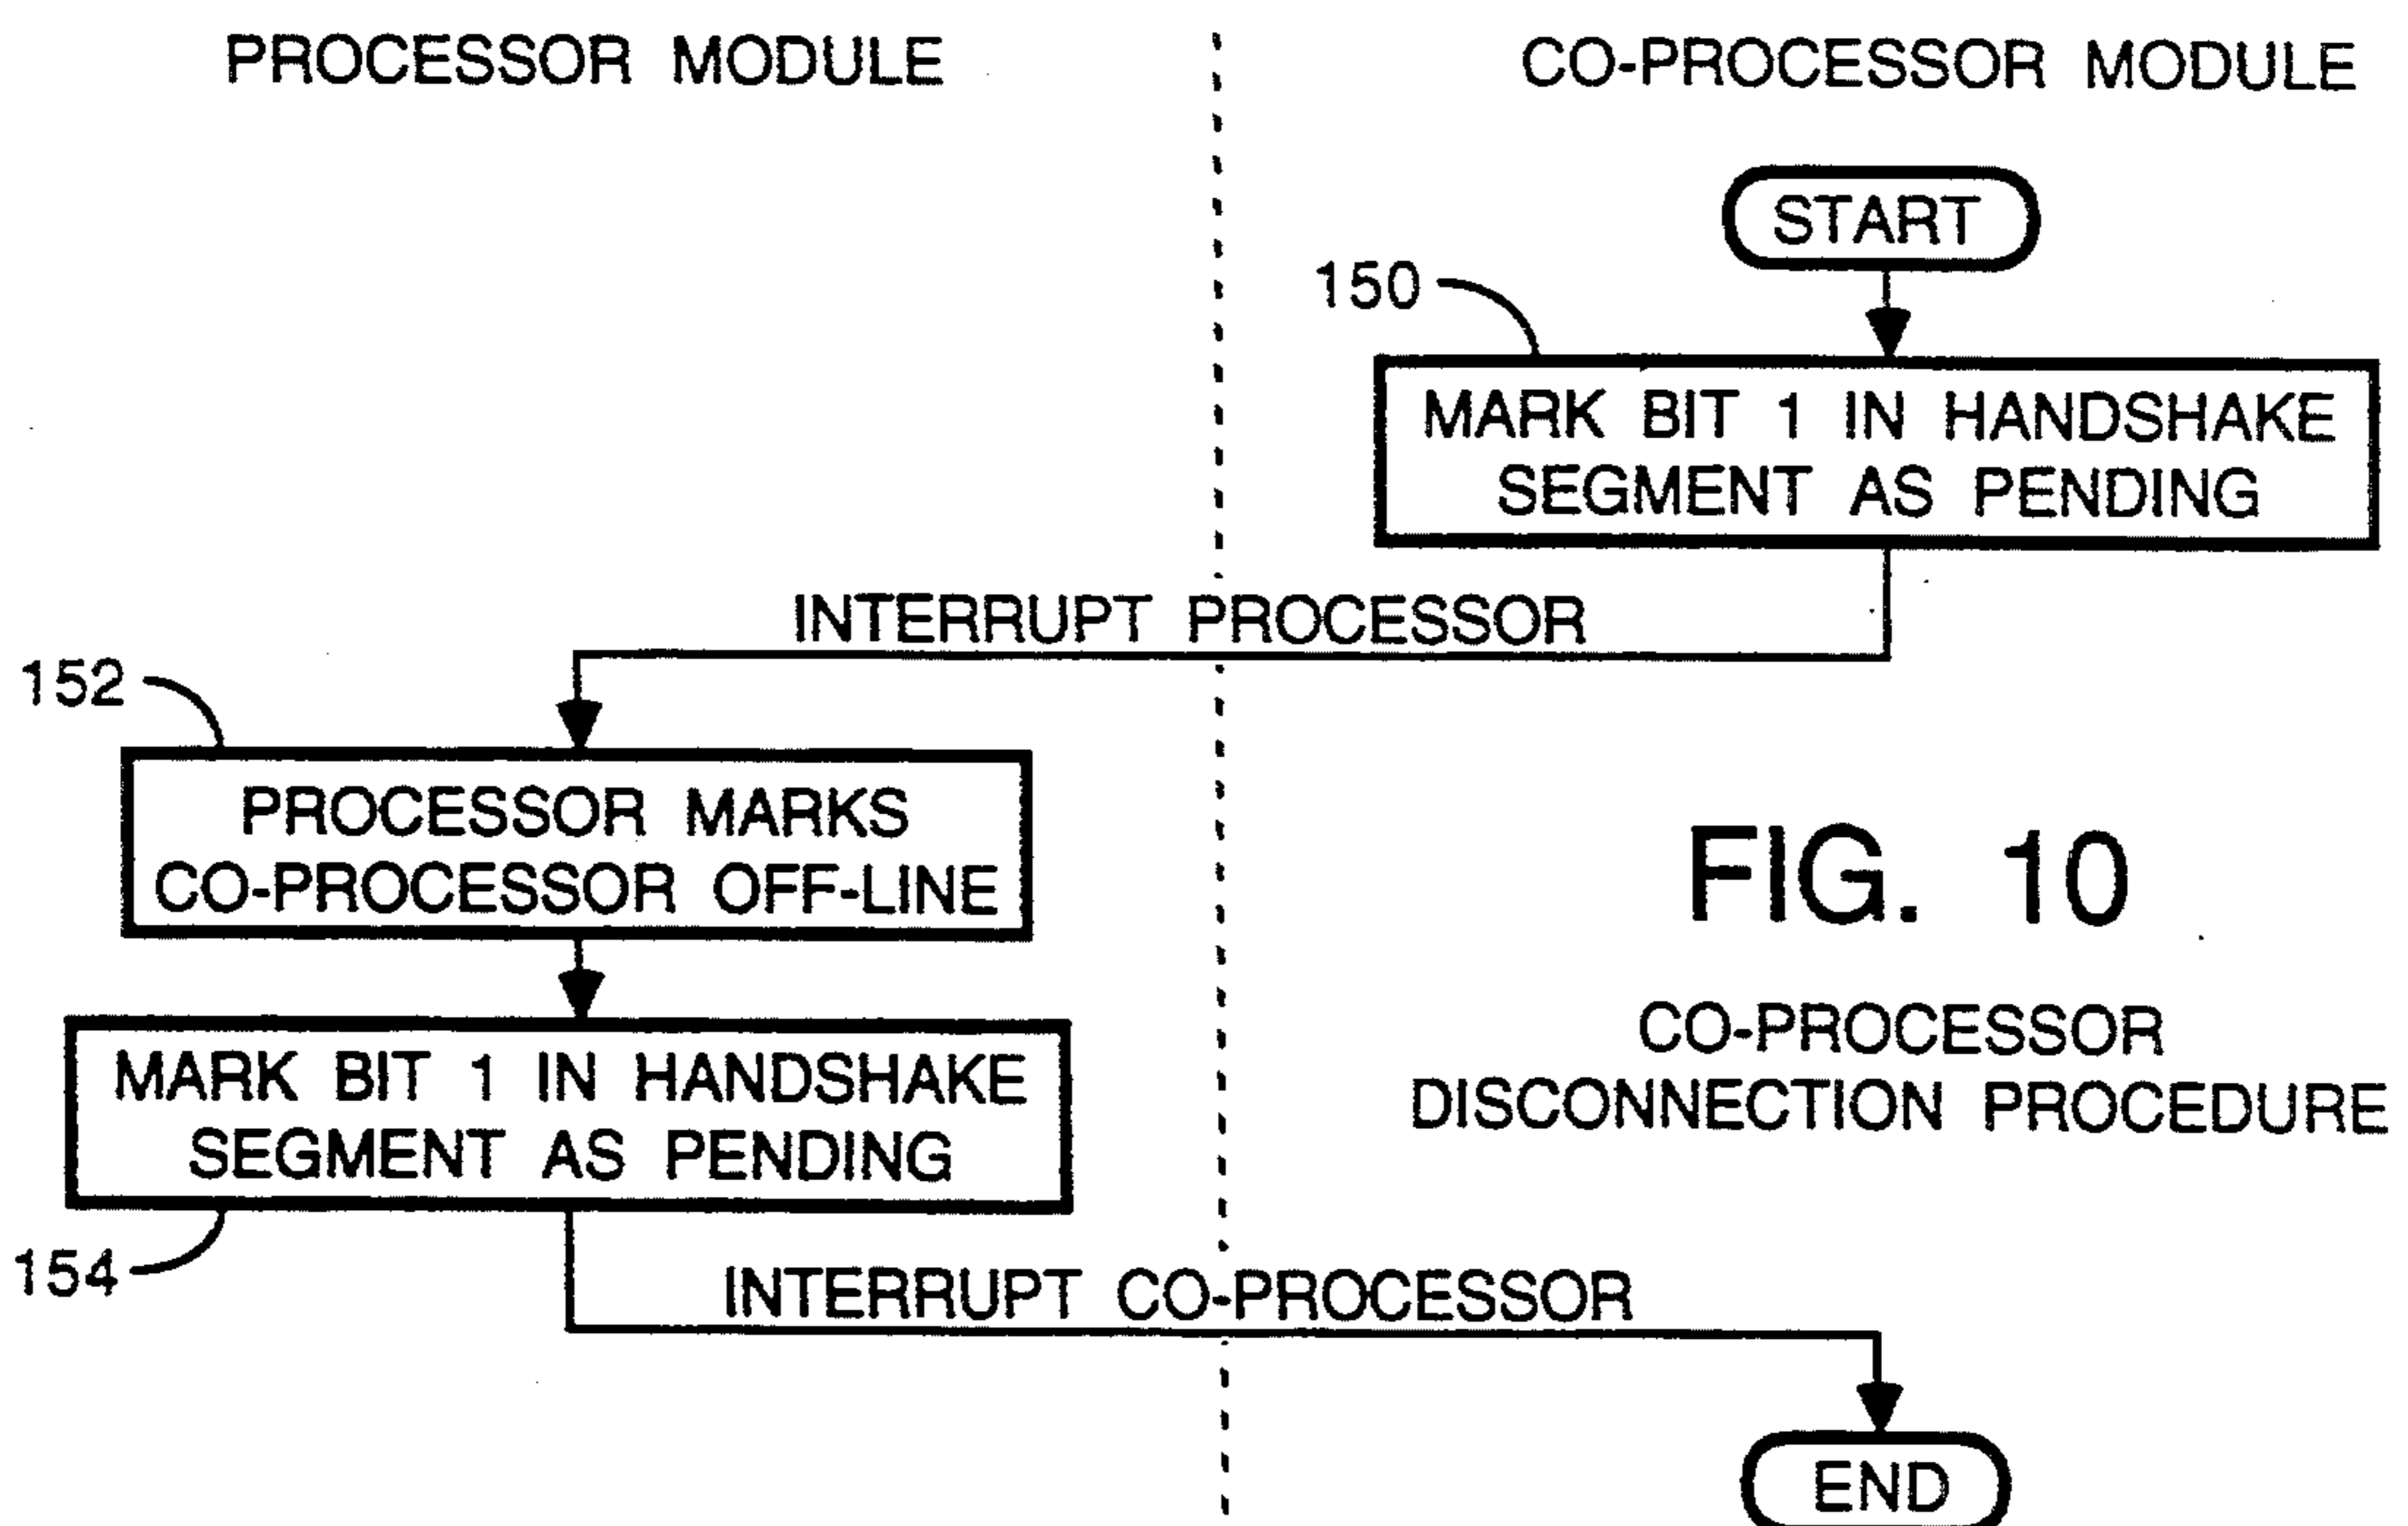 PROCESSOR MODULE
CO-PROCESSOR MODULE
START
150
MARK BIT 1 IN HANDSHAKE
SEGMENT AS PENDING
INTERRUPT PROCESSOR
152
PROCESSOR MARKS
CO-PROCESSOR OFF-LINE
FIG. 10
CO-PROCESSOR
DISCONNECTION PROCEDURE
MARK BIT 1 IN HANDSHAKE
SEGMENT AS PENDING
154
INTERRUPT CO-PROCESSOR
END